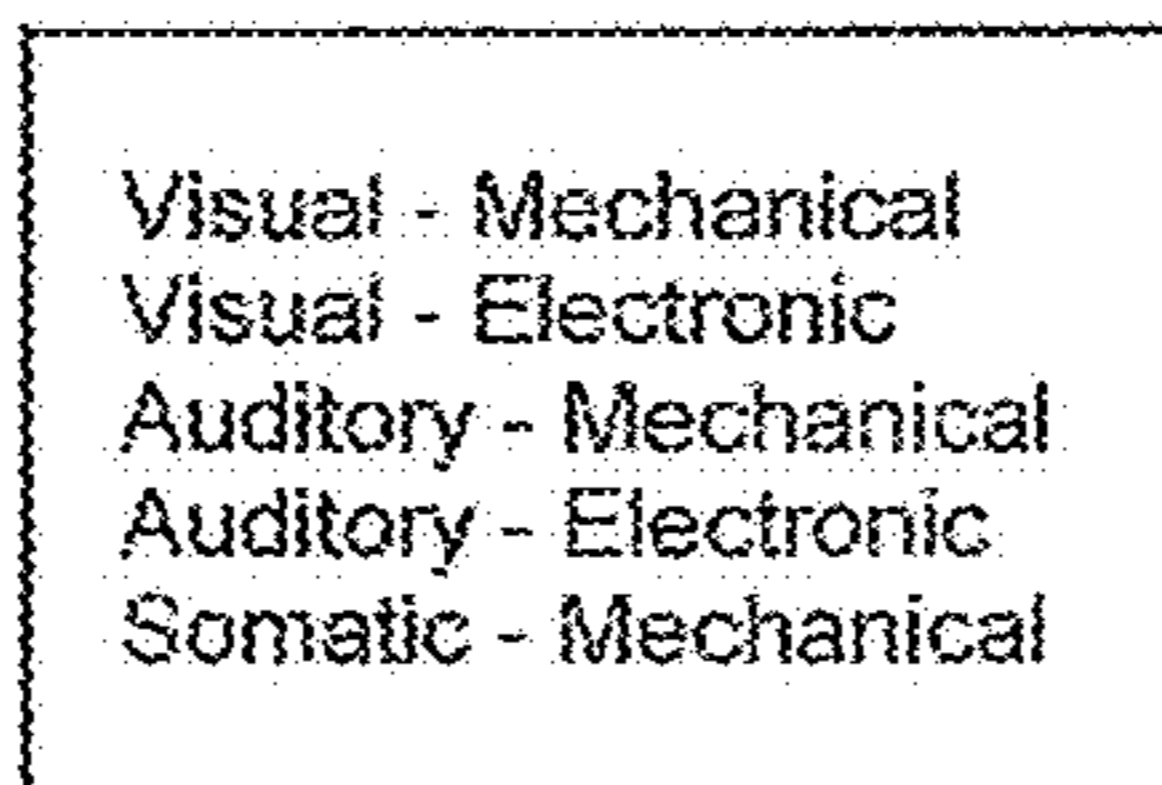 Visual - Mechanical
Visual - Electronic
Auditory - Mechanical
Auditory - Electronic
Somatic - Mechanical